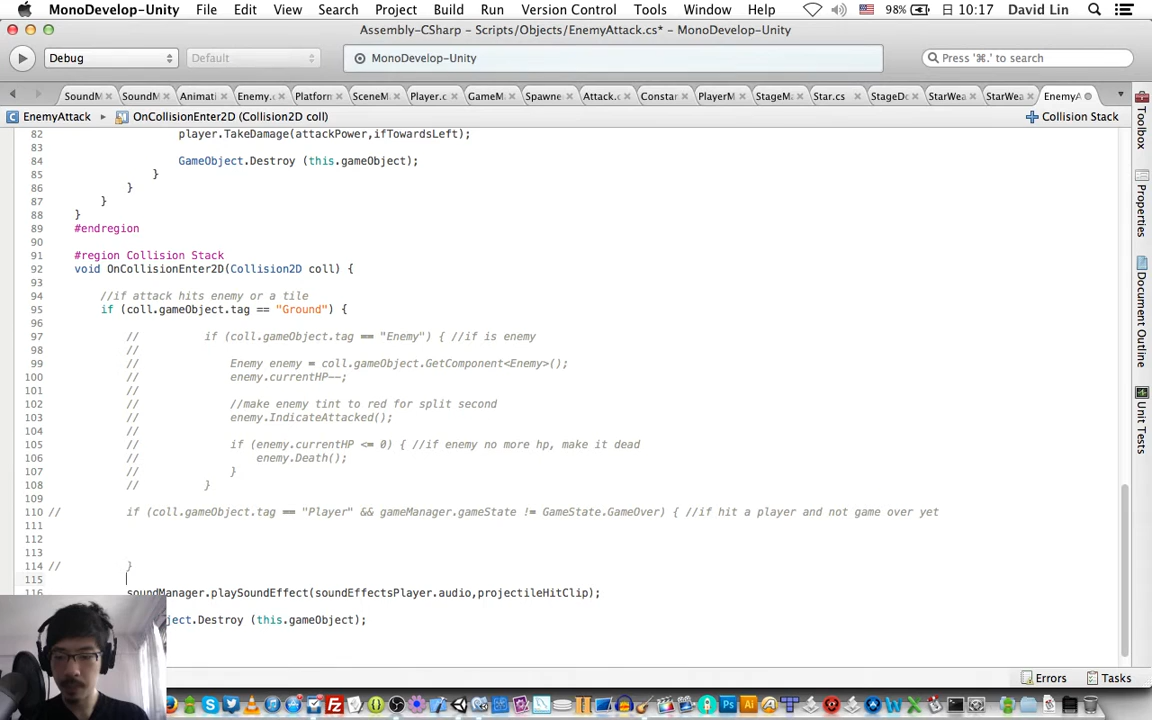 MonoDevelop-Unity File Edit View Search Project Build Run Version Control Tools Window Help 98% 10:17 David Lin
Assembly-CSharp – Scripts/Objects/EnemyAttack.cs* – MonoDevelop-Unity
Debug Default MonoDevelop-Unity Press '⌘.' to search
SoundM SoundM Animati Enemy.c Platform SceneM Player.c GameM Spawne Attack.c Constar PlayerM StageM Star.cs StageDe StarWea StarWea EnemyA
EnemyAttack OnCollisionEnter2D (Collision2D coll) Collision Stack
82 player.TakeDamage(attackPower,ifTowardsLeft);
83
84 GameObject.Destroy (this.gameObject);
85 }
86 }
87 }
88 }
89 #endregion
90
91 #region Collision Stack
92 void OnCollisionEnter2D(Collision2D coll) {
93
94 //if attack hits enemy or a tile
95 if (coll.gameObject.tag == "Ground") {
96
97 // if (coll.gameObject.tag == "Enemy") { //if is enemy
98 //
99 // Enemy enemy = coll.gameObject.GetComponent<Enemy>();
100 // enemy.currentHP--;
101 //
102 // //make enemy tint to red for split second
103 // enemy.IndicateAttacked();
104 //
105 // if (enemy.currentHP <= 0) { //if enemy no more hp, make it dead
106 // enemy.Death();
107 // }
108 // }
109
110 // if (coll.gameObject.tag == "Player" && gameManager.gameState != GameState.GameOver) { //if hit a player and not game over yet
111
112
113
114 // }
115
116 soundManager.playSoundEffect(soundEffectsPlayer.audio,projectileHitClip);
ject.Destroy (this.gameObject);
Toolbox
Properties
Document Outline
Unit Tests
Errors Tasks